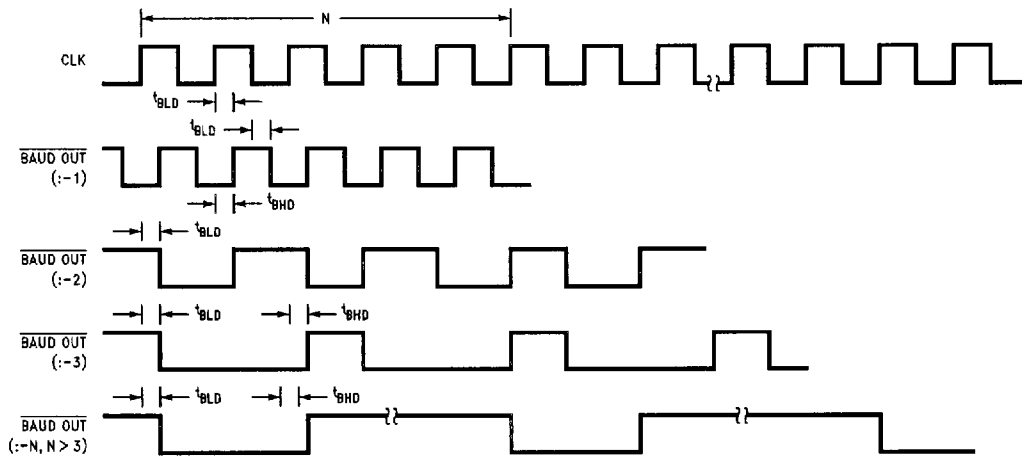 N
CLK
tBLD
tBLD
BAUD OUT
(:-1)
tBHD
tBLD
BAUD OUT
(:-2)
tBLD
tBHD
BAUD OUT
(:-3)
tBLD
tBHD
BAUD OUT
(:-N, N > 3)